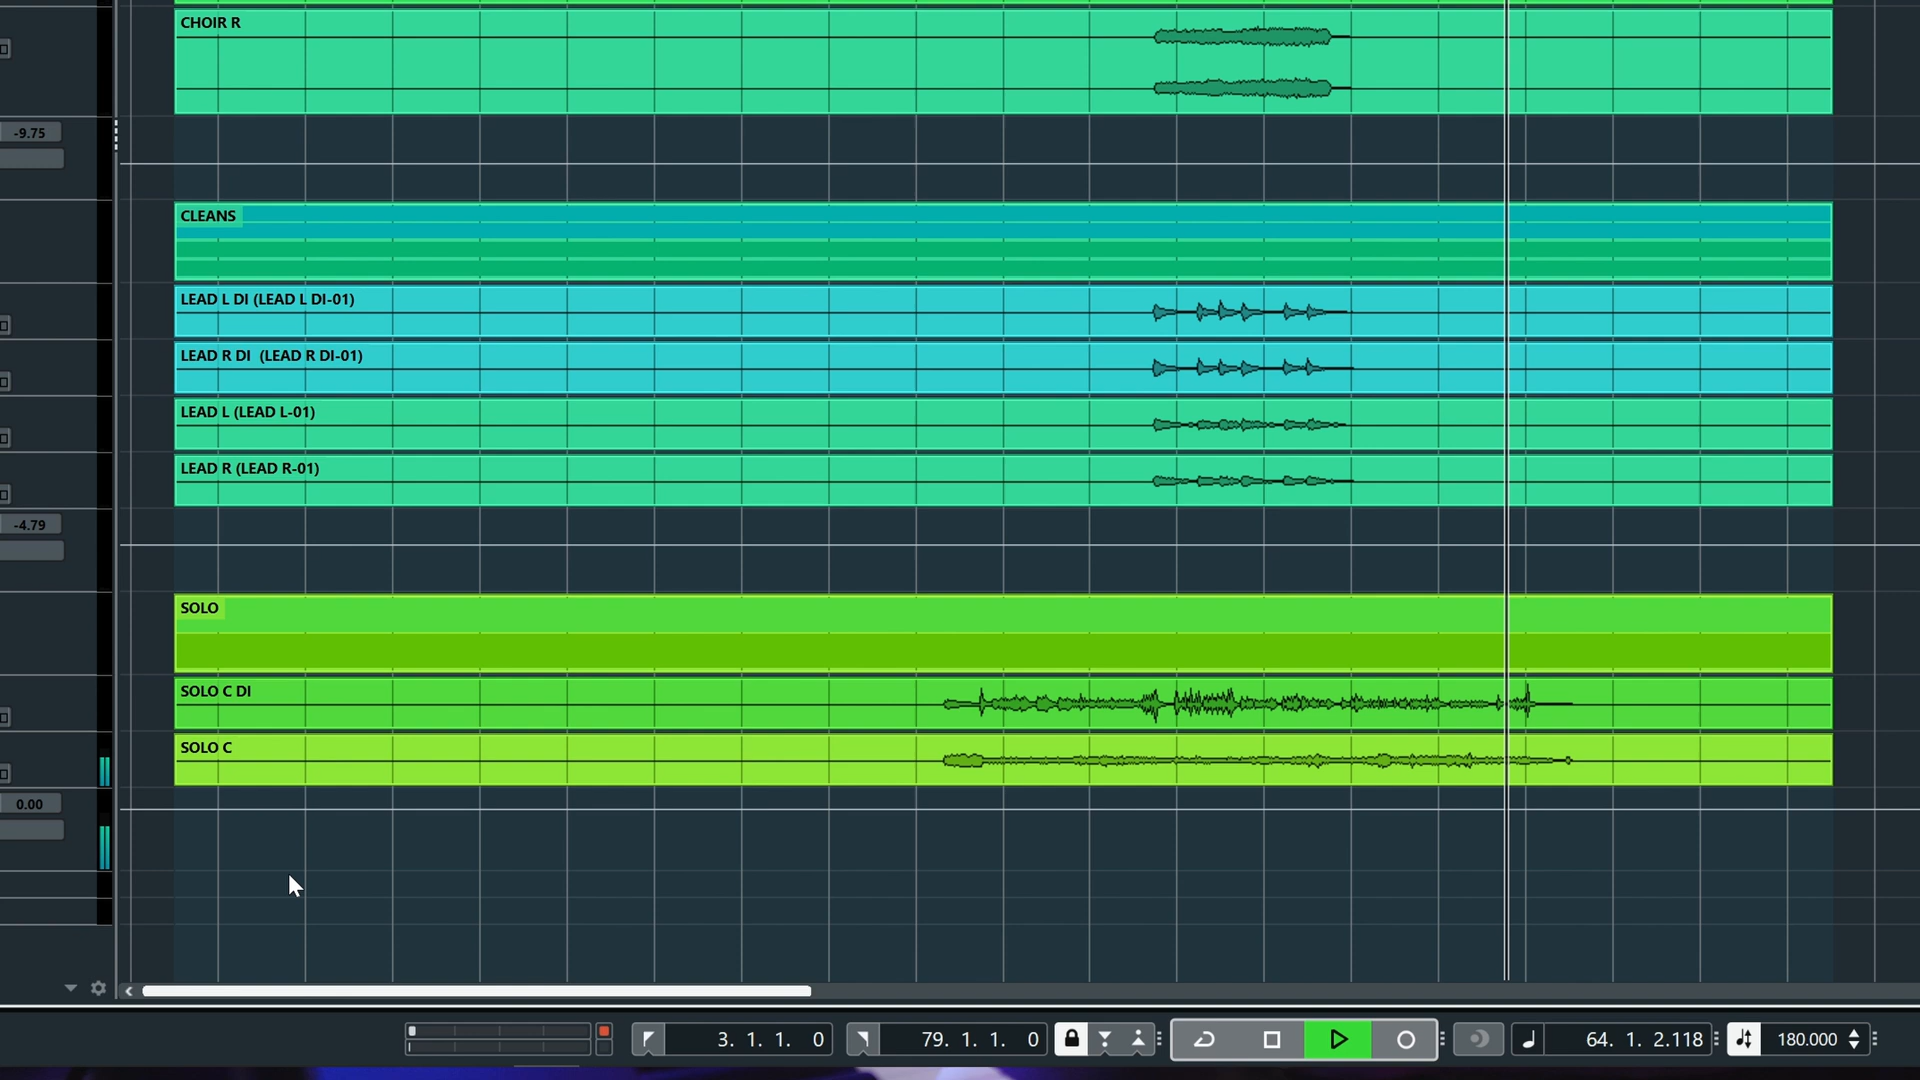 CHOIR R
-9.75
CLEANS
LEAD L DI (LEAD L DI-01)
LEAD R DI  (LEAD R DI-01)
LEAD L (LEAD L-01)
LEAD R (LEAD R-01)
-4.79
SOLO
SOLO C DI
SOLO C
0.00
3. 1. 1. 0
79. 1. 1. 0
64. 1. 2.118
180.000